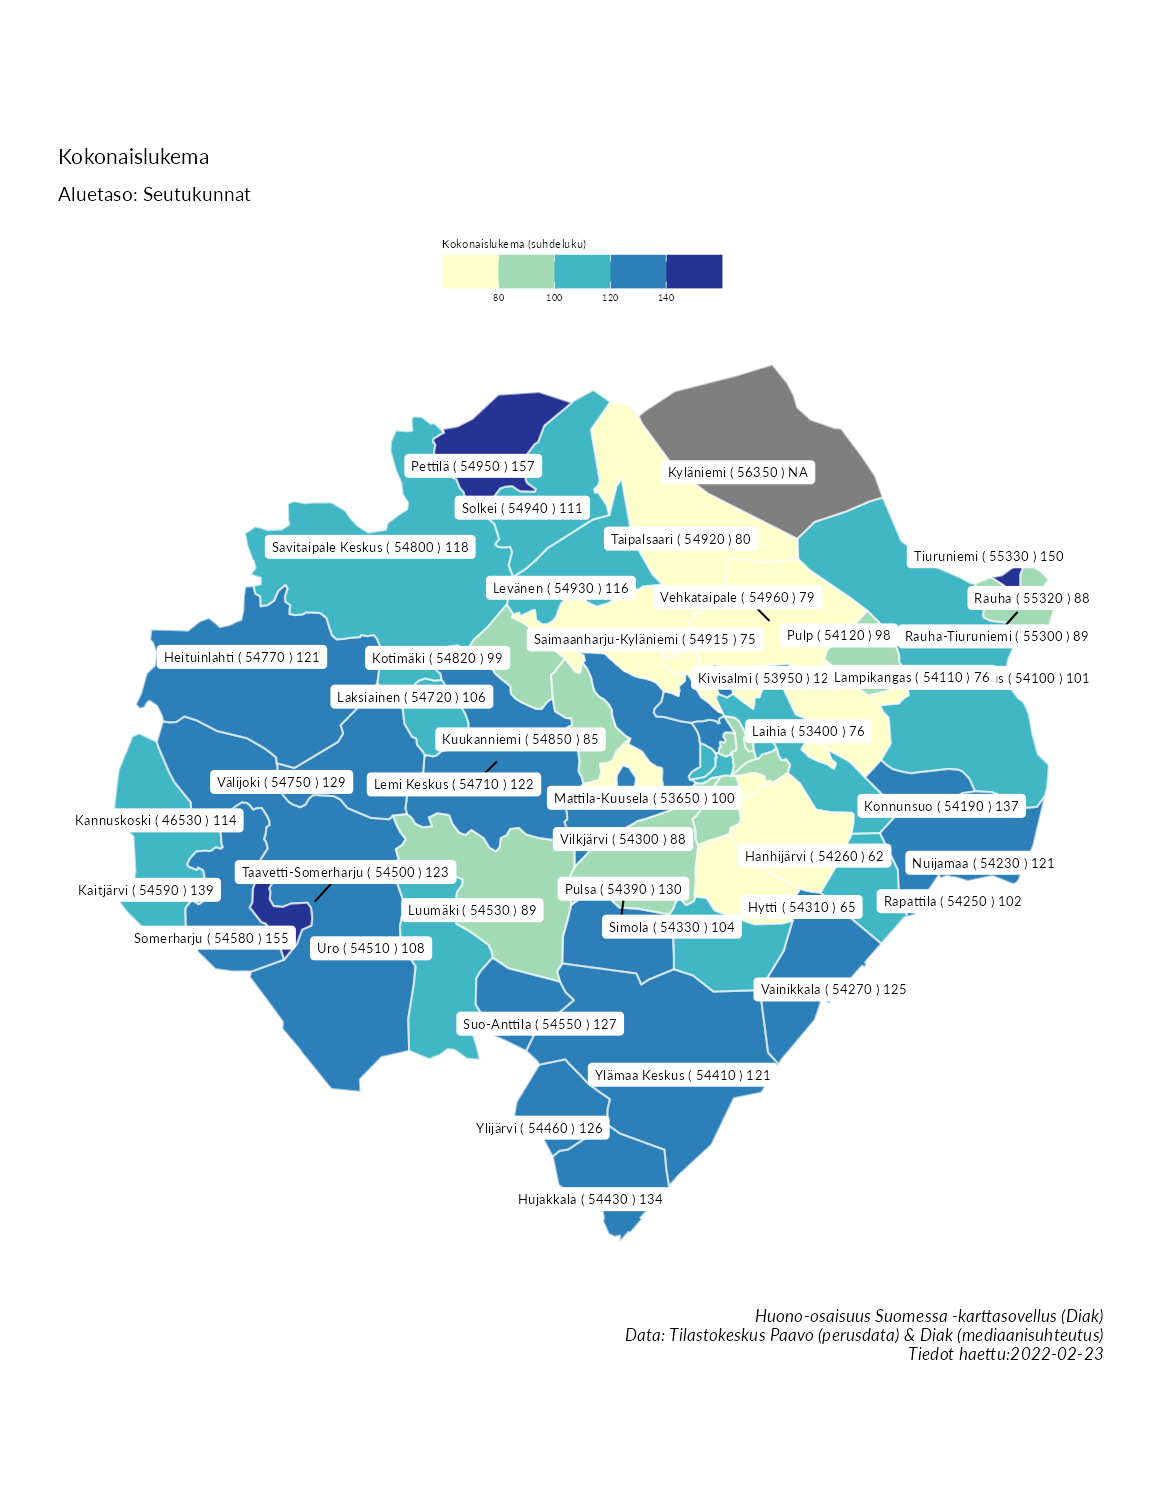 Kokonaislukema
Aluetaso: Seutukunnat
Kokonaislukema (suhdeluku)
80 100 120 140
Pettilä ( 54950 ) 157
Kyläniemi ( 56350 ) NA
Solkei ( 54940 ) 111
Taipalsaari ( 54920 ) 80
Savitaipale Keskus ( 54800 ) 118
Tiuruniemi ( 55330 ) 150
Levänen ( 54930 ) 116
Vehkataipale ( 54960 ) 79
Rauha ( 55320 ) 88
Saimaanharju-Kyläniemi ( 54915 ) 75
Pulp ( 54120 ) 98
Rauha-Tiuruniemi ( 55300 ) 89
Heituinlahti ( 54770 ) 121
Kotimäki ( 54820 ) 99
Kivisalmi ( 53950 ) 12
Lampikangas ( 54110 ) 76
( 54100 ) 101
Laksiainen ( 54720 ) 106
Laihia ( 53400 ) 76
Kuukanniemi ( 54850 ) 85
Välijoki ( 54750 ) 129
Lemi Keskus ( 54710 ) 122
Mattila-Kuusela ( 53650 ) 100
Konnunsuo ( 54190 ) 137
Kannuskoski ( 46530 ) 114
Vilkjärvi ( 54300 ) 88
Hanhijärvi ( 54260 ) 62
Nuijamaa ( 54230 ) 121
Taavetti-Somerharju ( 54500 ) 123
Kaitjärvi ( 54590 ) 139
Pulsa ( 54390 ) 130
Rapattila ( 54250 ) 102
Luumäki ( 54530 ) 89
Hytti ( 54310 ) 65
Simola ( 54330 ) 104
Somerharju ( 54580 ) 155
Uro ( 54510 ) 108
Vainikkala ( 54270 ) 125
Suo-Anttila ( 54550 ) 127
Ylämaa Keskus ( 54410 ) 121
Ylijärvi ( 54460 ) 126
Hujakkala ( 54430 ) 134
Huono-osaisuus Suomessa -karttasovellus (Diak)
Data: Tilastokeskus Paavo (perusdata) & Diak (mediaanisuhteutus)
Tiedot haettu:2022-02-23